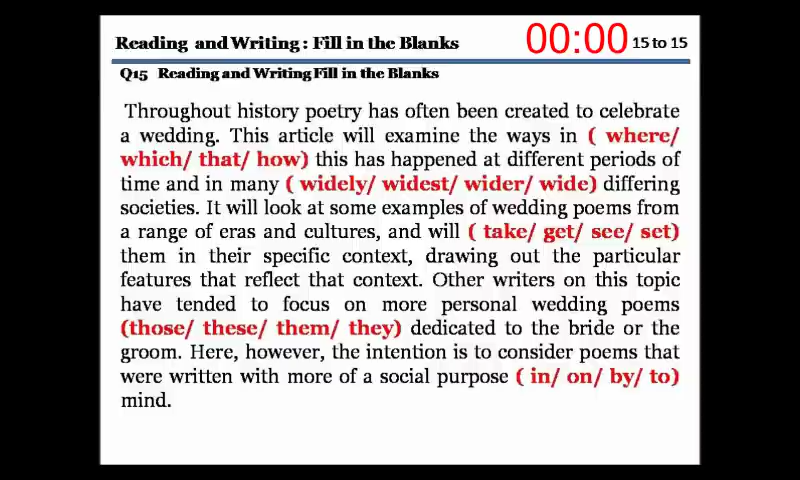 Reading and Writing : Fill in the Blanks 00:00 15 to 15
Q15 Reading and Writing Fill in the Blanks
Throughout history poetry has often been created to celebrate
a wedding. This article will examine the ways in ( where/
which/ that/ how) this has happened at different periods of
time and in many ( widely/ widest/ wider/ wide) differing
societies. It will look at some examples of wedding poems from
a range of eras and cultures, and will ( take/ get/ see/ set)
them in their specific context, drawing out the particular
features that reflect that context. Other writers on this topic
have tended to focus on more personal wedding poems
(those/ these/ them/ they) dedicated to the bride or the
groom. Here, however, the intention is to consider poems that
were written with more of a social purpose ( in/ on/ by/ to)
mind.